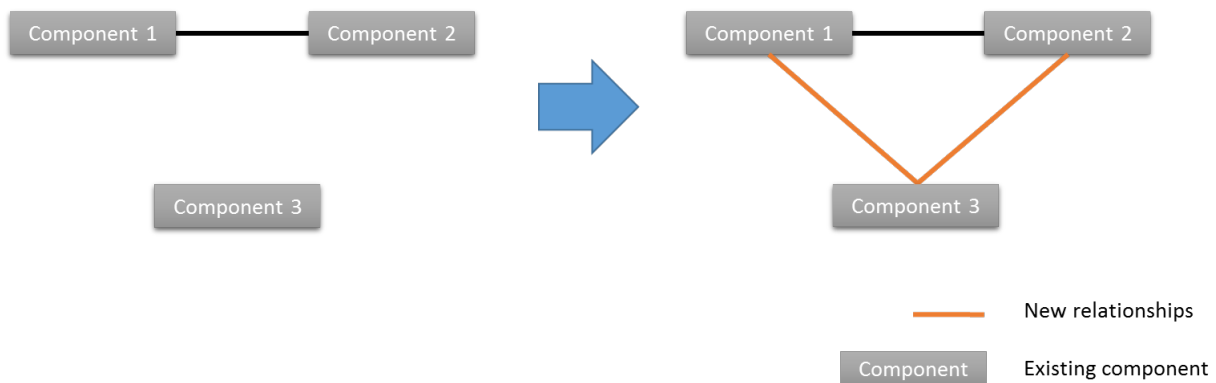 Component 1
Component 2
Component 3
Component 1
Component 2
Component 3
New relationships
Component
Existing component